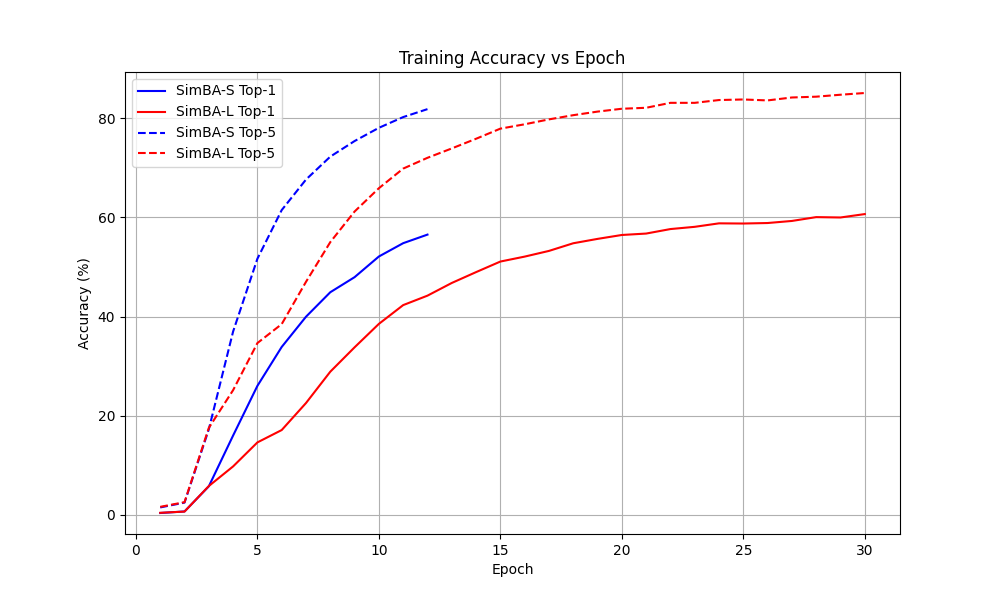 Training Accuracy vs Epoch
SimBA-S Top-1
SimBA-L Top-1
SimBA-S Top-5
SimBA-L Top-5
Accuracy (%)
80
60
40
20
0
0 5 10 15 20 25 30
Epoch